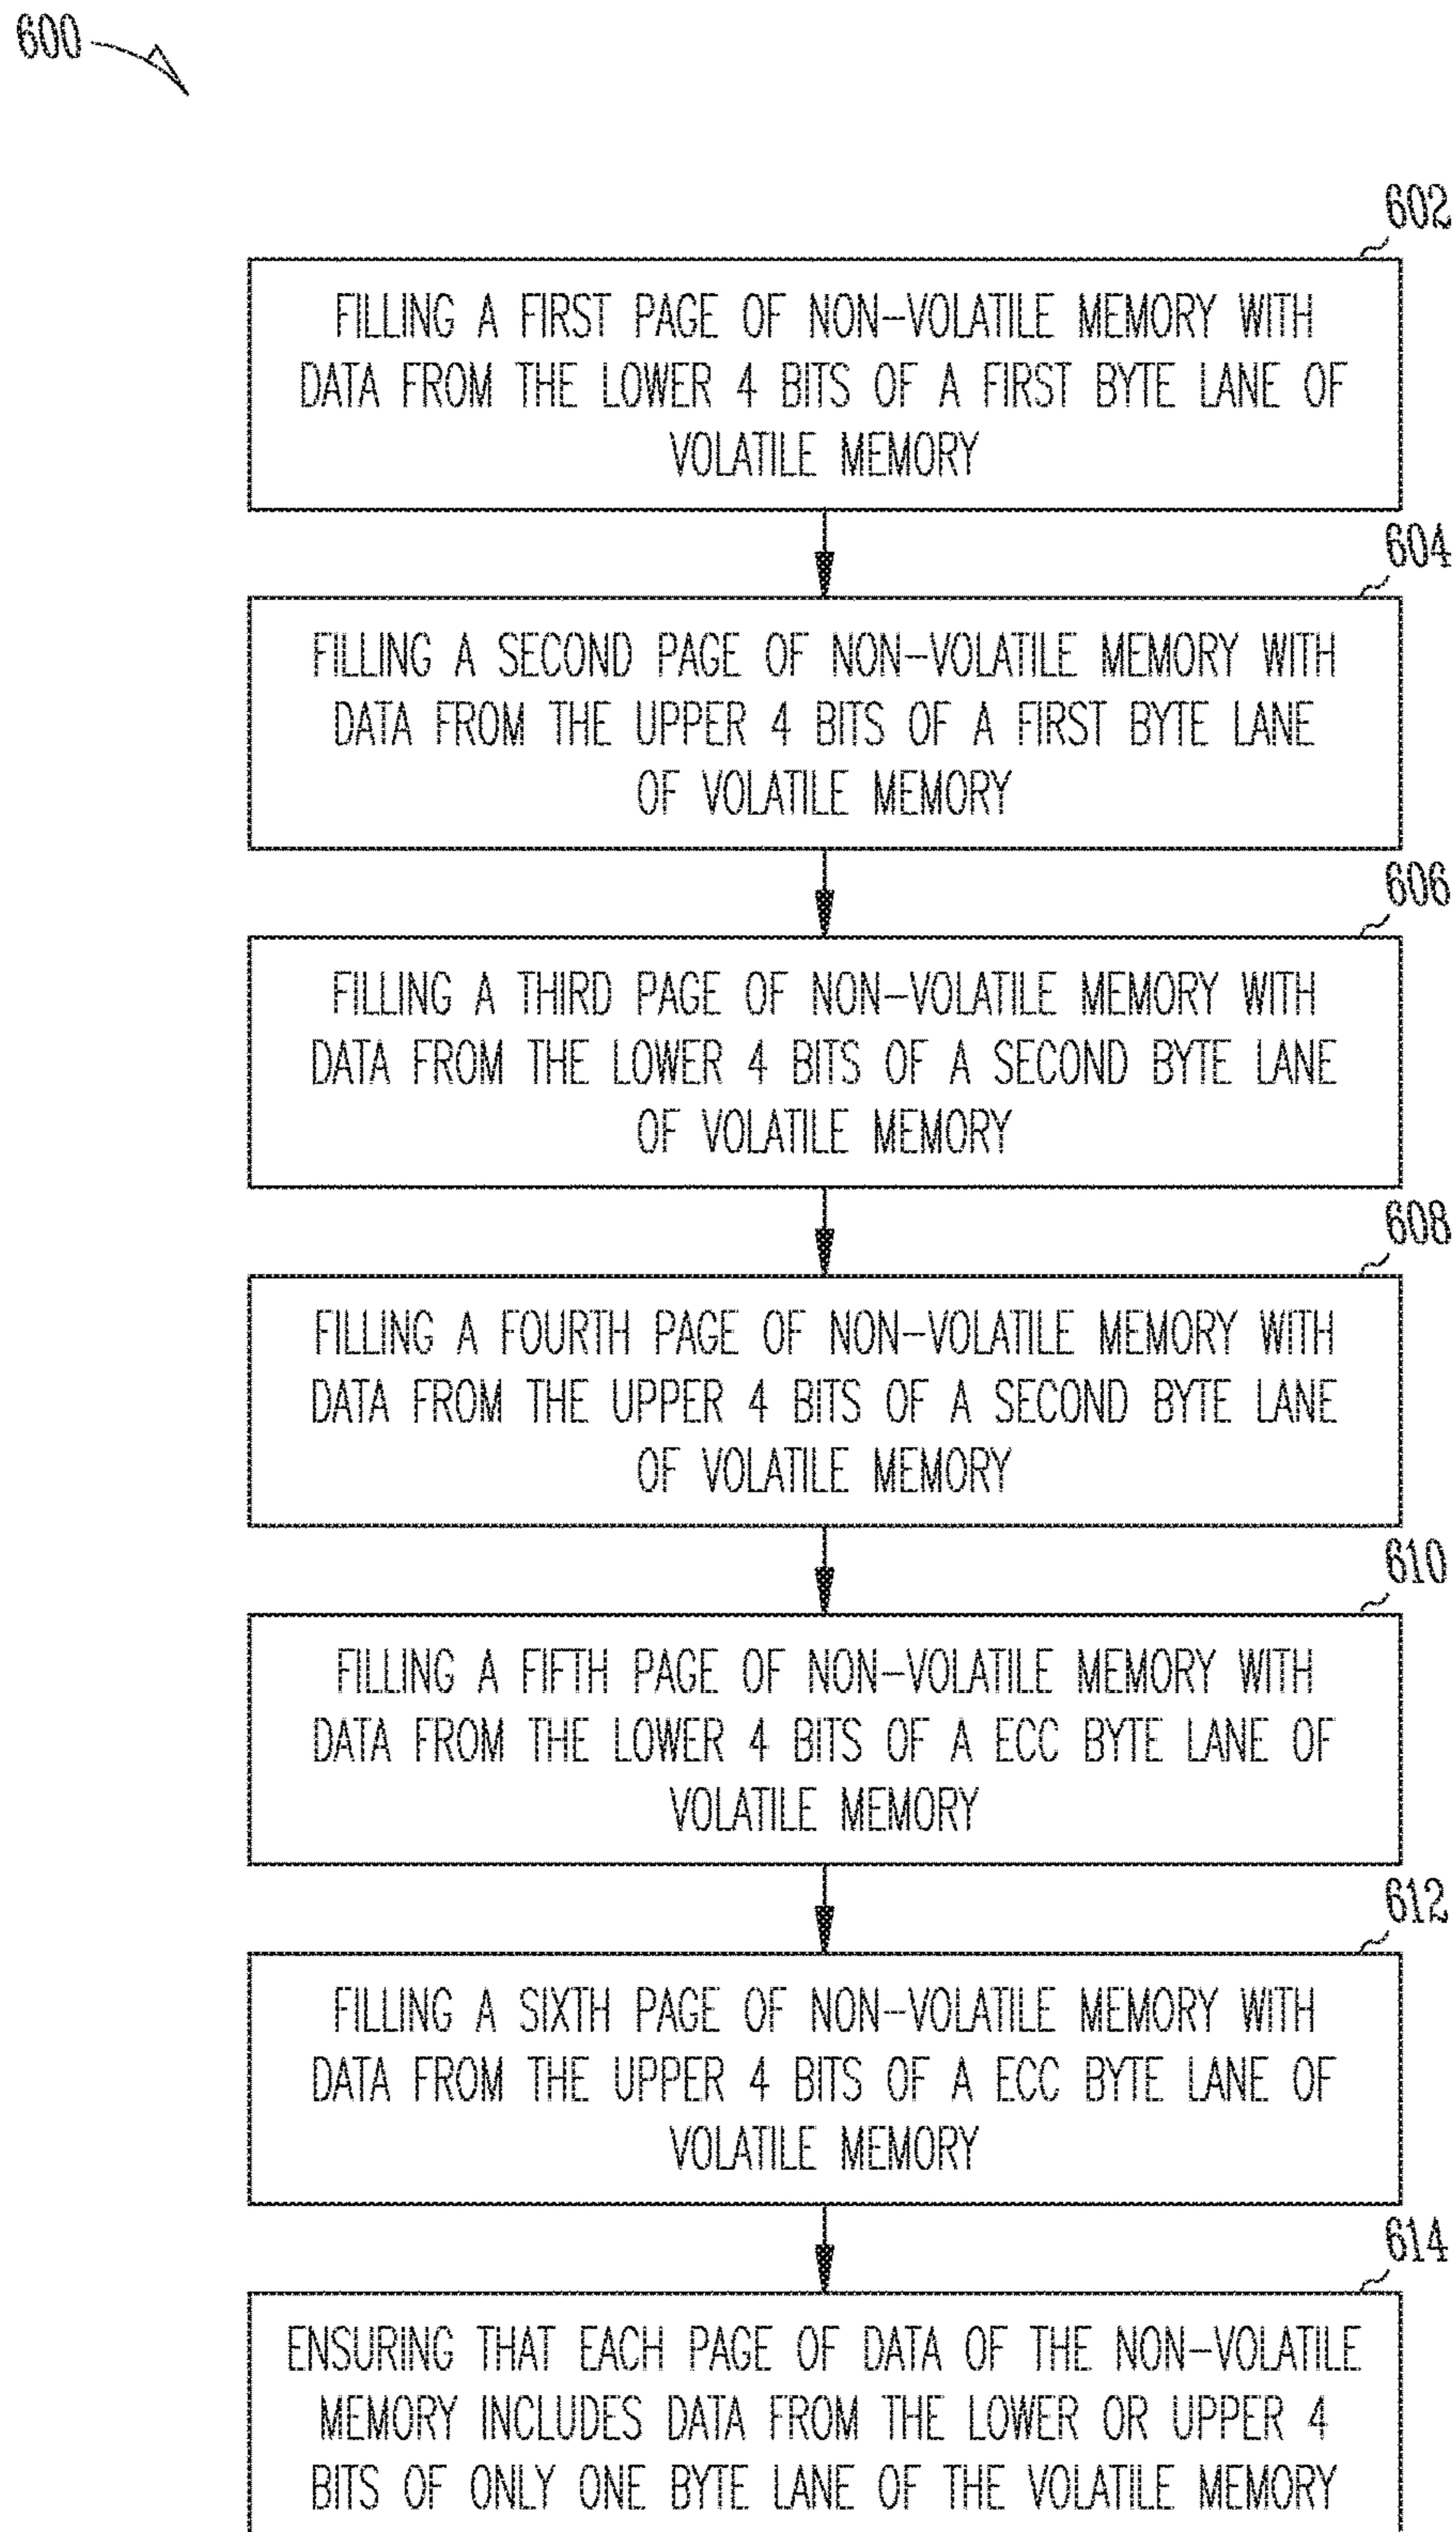 600
602
FILLING A FIRST PAGE OF NON-VOLATILE MEMORY WITH
DATA FROM THE LOWER 4 BITS OF A FIRST BYTE LANE OF
VOLATILE MEMORY
604
FILLING A SECOND PAGE OF NON-VOLATILE MEMORY WITH
DATA FROM THE UPPER 4 BITS OF A FIRST BYTE LANE
OF VOLATILE MEMORY
606
FILLING A THIRD PAGE OF NON-VOLATILE MEMORY WITH
DATA FROM THE LOWER 4 BITS OF A SECOND BYTE LANE
OF VOLATILE MEMORY
608
FILLING A FOURTH PAGE OF NON-VOLATILE MEMORY WITH
DATA FROM THE UPPER 4 BITS OF A SECOND BYTE LANE
OF VOLATILE MEMORY
610
FILLING A FIFTH PAGE OF NON-VOLATILE MEMORY WITH
DATA FROM THE LOWER 4 BITS OF A ECC BYTE LANE OF
VOLATILE MEMORY
612
FILLING A SIXTH PAGE OF NON-VOLATILE MEMORY WITH
DATA FROM THE UPPER 4 BITS OF A ECC BYTE LANE OF
VOLATILE MEMORY
614
ENSURING THAT EACH PAGE OF DATA OF THE NON-VOLATILE
MEMORY INCLUDES DATA FROM THE LOWER OR UPPER 4
BITS OF ONLY ONE BYTE LANE OF THE VOLATILE MEMORY